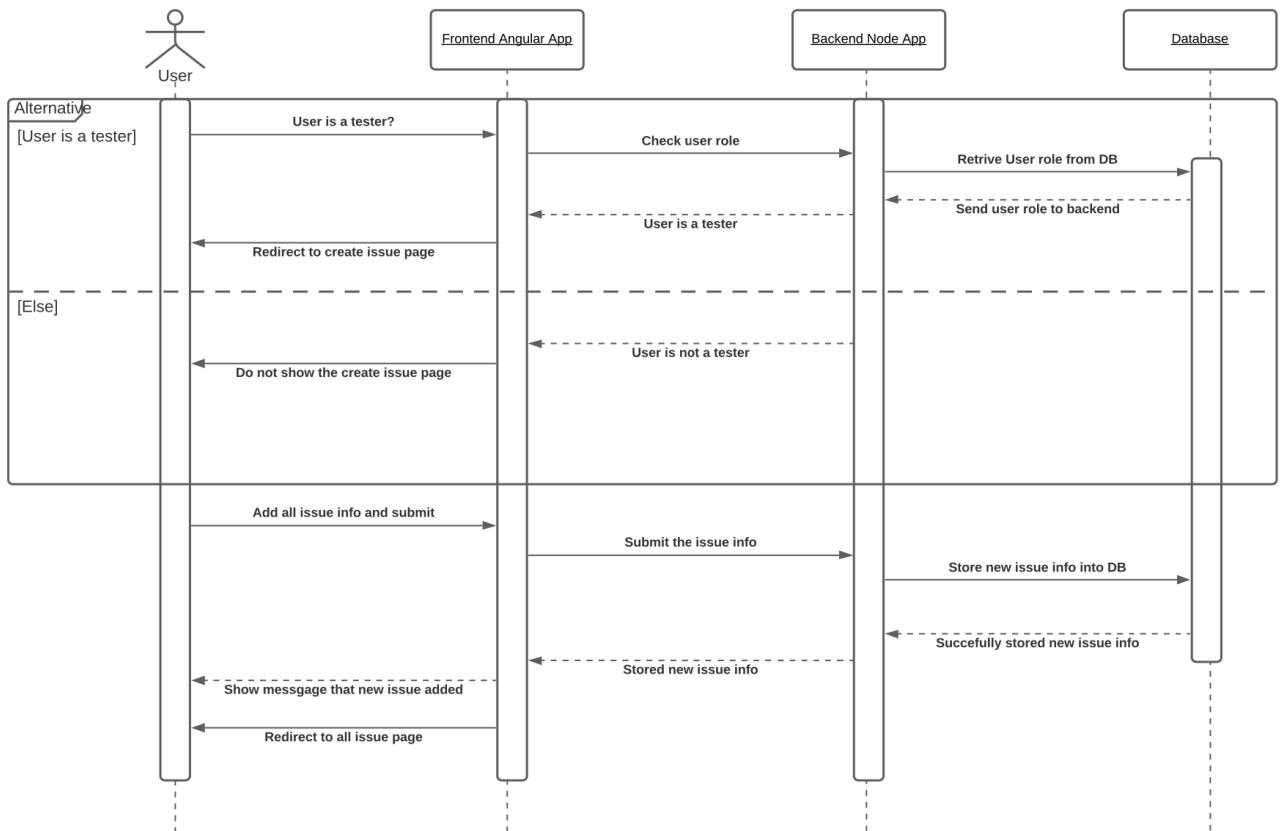 User
Frontend Angular App
Backend Node App
Database
Alternative
[User is a tester]
User is a tester?
Check user role
Retrive User role from DB
Send user role to backend
User is a tester
Redirect to create issue page
[Else]
User is not a tester
Do not show the create issue page
Add all issue info and submit
Submit the issue info
Store new issue info into DB
Succefully stored new issue info
Stored new issue info
Show messgage that new issue added
Redirect to all issue page